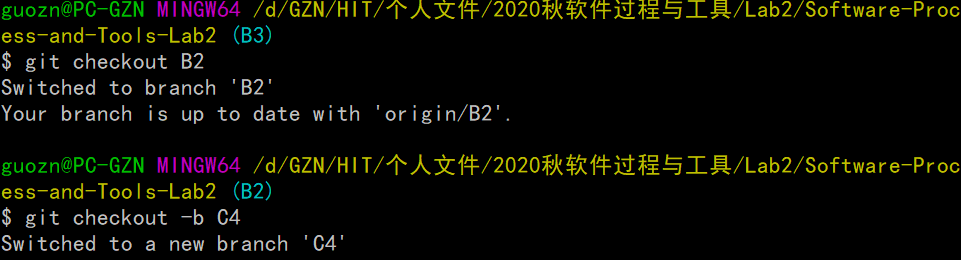 guozn@PC-GZN MINGW64 /d/GZN/HIT/个人文件/2020秋软件过程与工具/Lab2/Software-Proc
ess-and-Tools-Lab2 (B3)
$ git checkout B2
Switched to branch 'B2'
Your branch is up to date with 'origin/B2'.
guozn@PC-GZN MINGW64 /d/GZN/HIT/个人文件/2020秋软件过程与工具/Lab2/Software-Proc
ess-and-Tools-Lab2 (B2)
$ git checkout -b C4
Switched to a new branch 'C4'